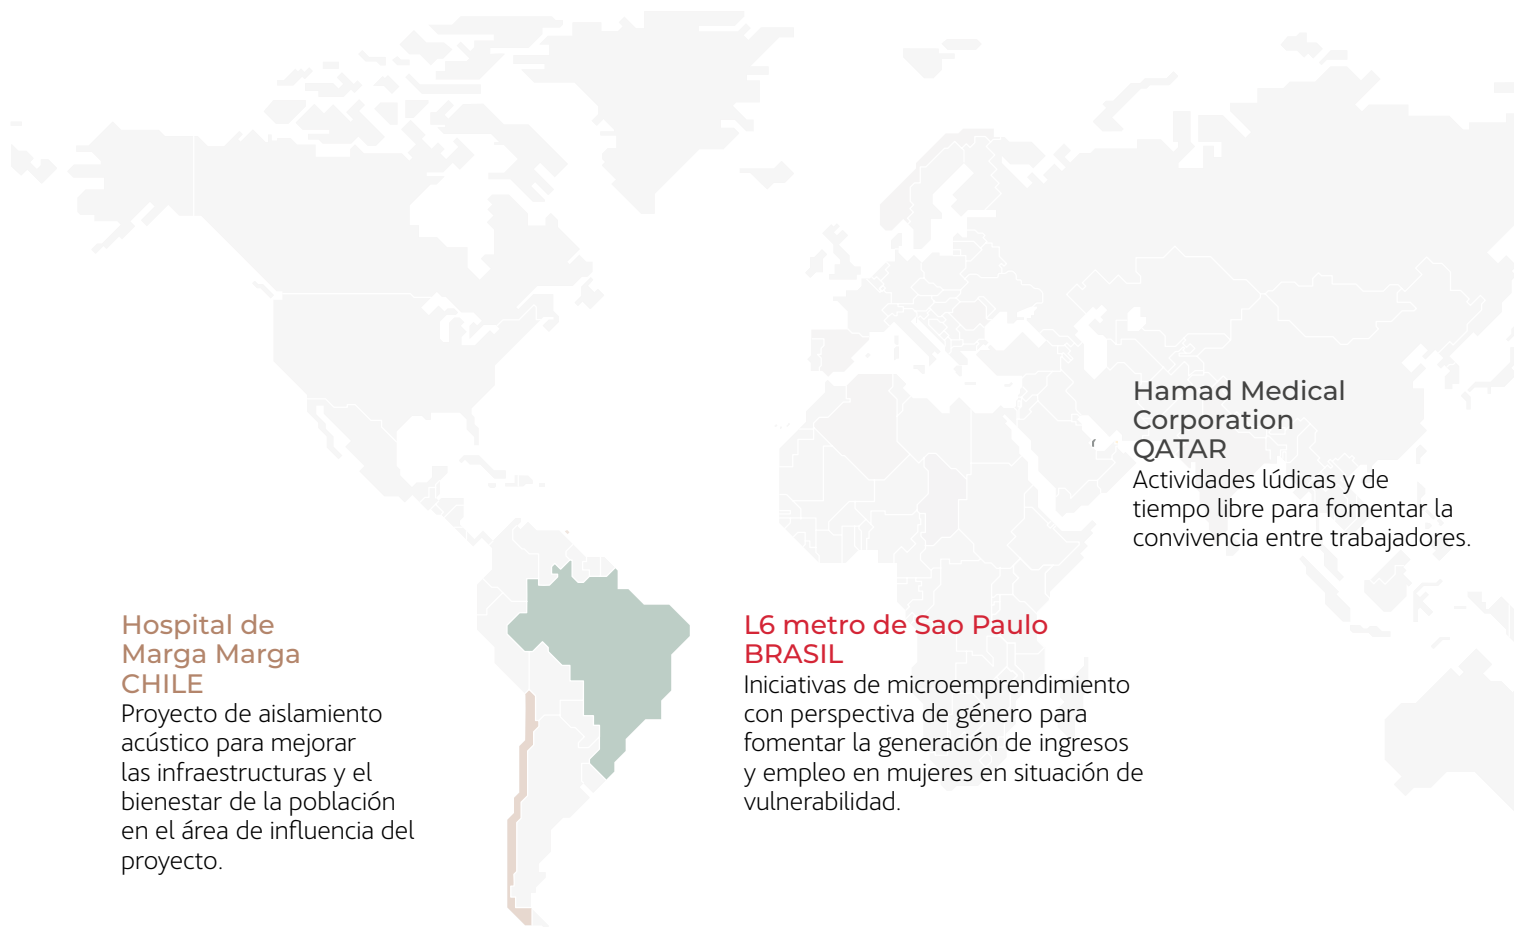 Hamad Medical
Corporation
QATAR
Actividades lúdicas y de
tiempo libre para fomentar la
convivencia entre trabajadores.
Hospital de
Marga Marga
CHILE
Proyecto de aislamiento
acústico para mejorar
las infraestructuras y el
bienestar de la población
en el área de influencia del
proyecto.
L6 metro de Sao Paulo
BRASIL
Iniciativas de microemprendimiento
con perspectiva de género para
fomentar la generación de ingresos
y empleo en mujeres en situación de
vulnerabilidad.